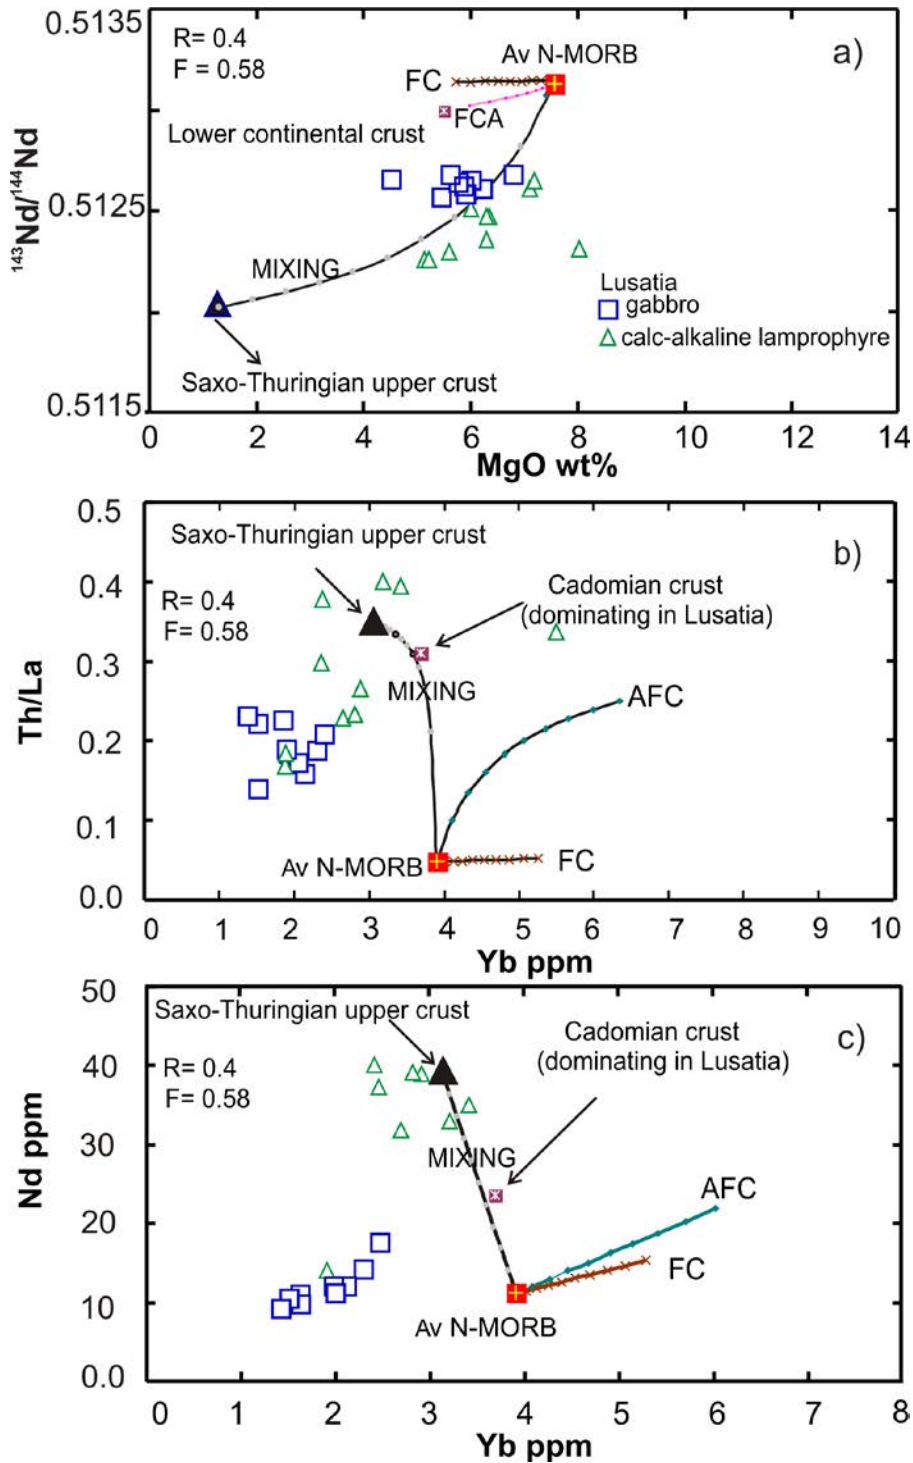 0.5135
R= 0.4
F = 0.58
Av N-MORB
a)
FC
FCA
Lower continental crust
¹⁴³Nd/¹⁴⁴Nd
0.5125
MIXING
Lusatia
gabbro
calc-alkaline lamprophyre
Saxo-Thuringian upper crust
0.5115
0 2 4 6 8 10 12 14
MgO wt%
0.5
Saxo-Thuringian upper crust
b)
0.4
R= 0.4
F= 0.58
Cadomian crust
(dominating in Lusatia)
0.3
MIXING
AFC
Th/La
0.2
0.1
Av N-MORB
FC
0.0
0 1 2 3 4 5 6 7 8 9 10
Yb ppm
50
Saxo-Thuringian upper crust
Cadomian crust
(dominating in Lusatia)
c)
40
R= 0.4
F= 0.58
30
MIXING
Nd ppm
AFC
20
FC
10
Av N-MORB
0.0
0 1 2 3 4 5 6 7 8
Yb ppm